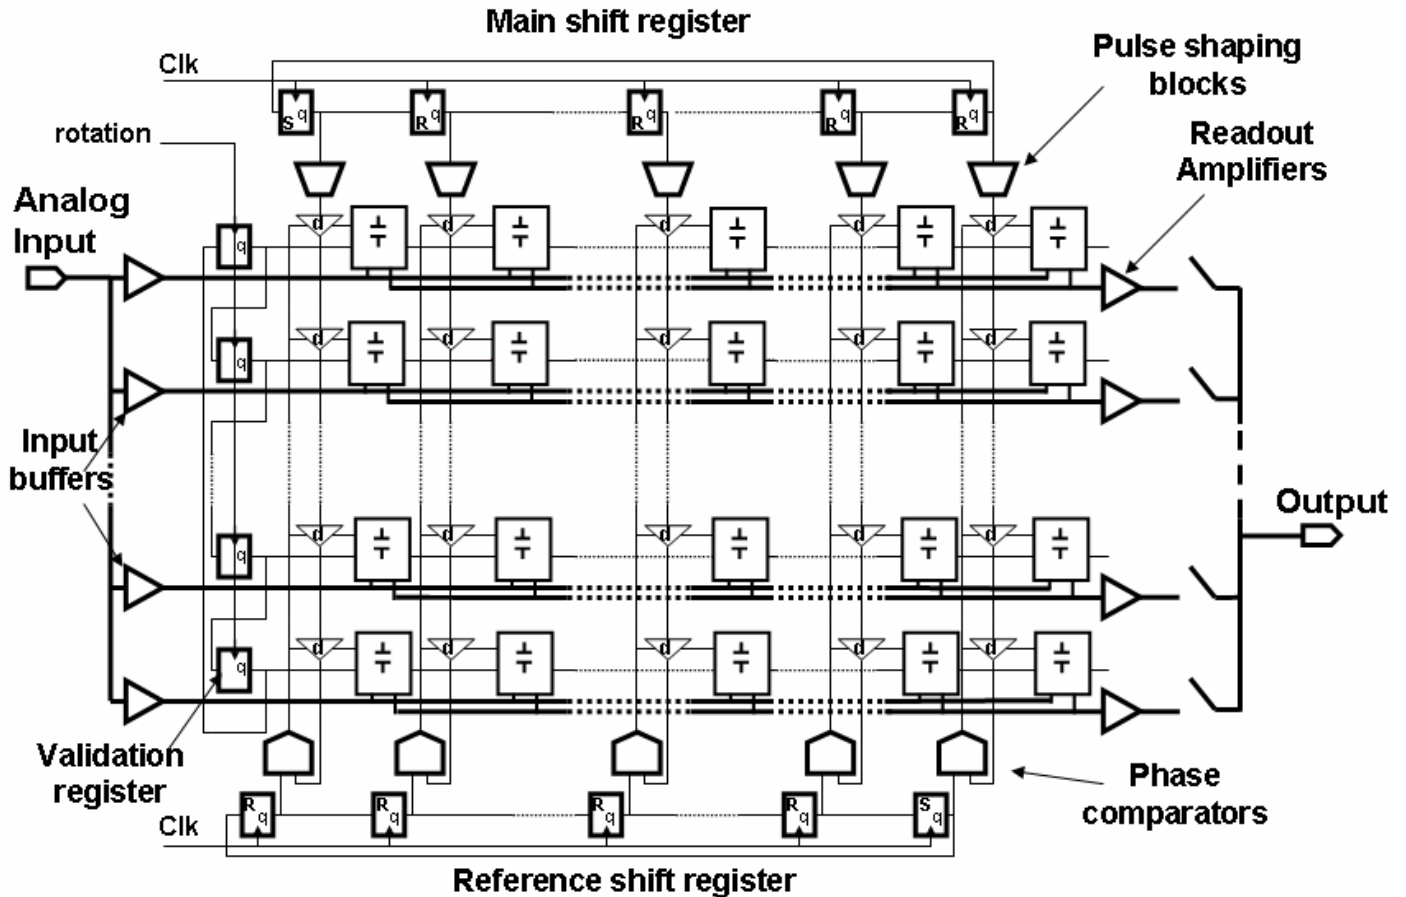 Main shift register
Pulse shaping
blocks
Clk
S q
R q
R q
R q
R q
rotation
Readout
Amplifiers
Analog
Input
q
d
d
d
d
d
q
d
d
d
d
d
Input
buffers
Output
q
d
d
d
d
d
q
d
d
d
d
d
Validation
register
Phase
comparators
R q
R q
R q
R q
S q
Clk
Reference shift register